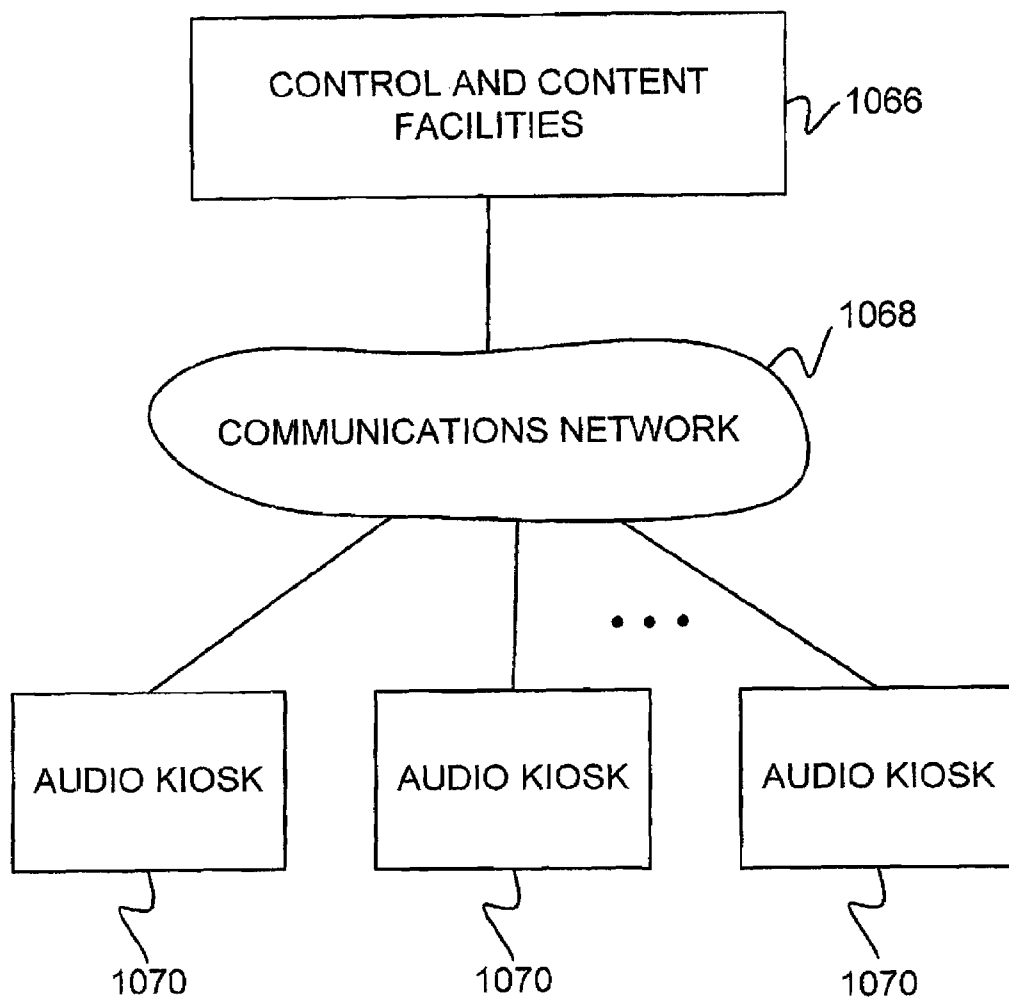 CONTROL AND CONTENT
FACILITIES
1066
1068
COMMUNICATIONS NETWORK
AUDIO KIOSK
AUDIO KIOSK
AUDIO KIOSK
1070
1070
1070